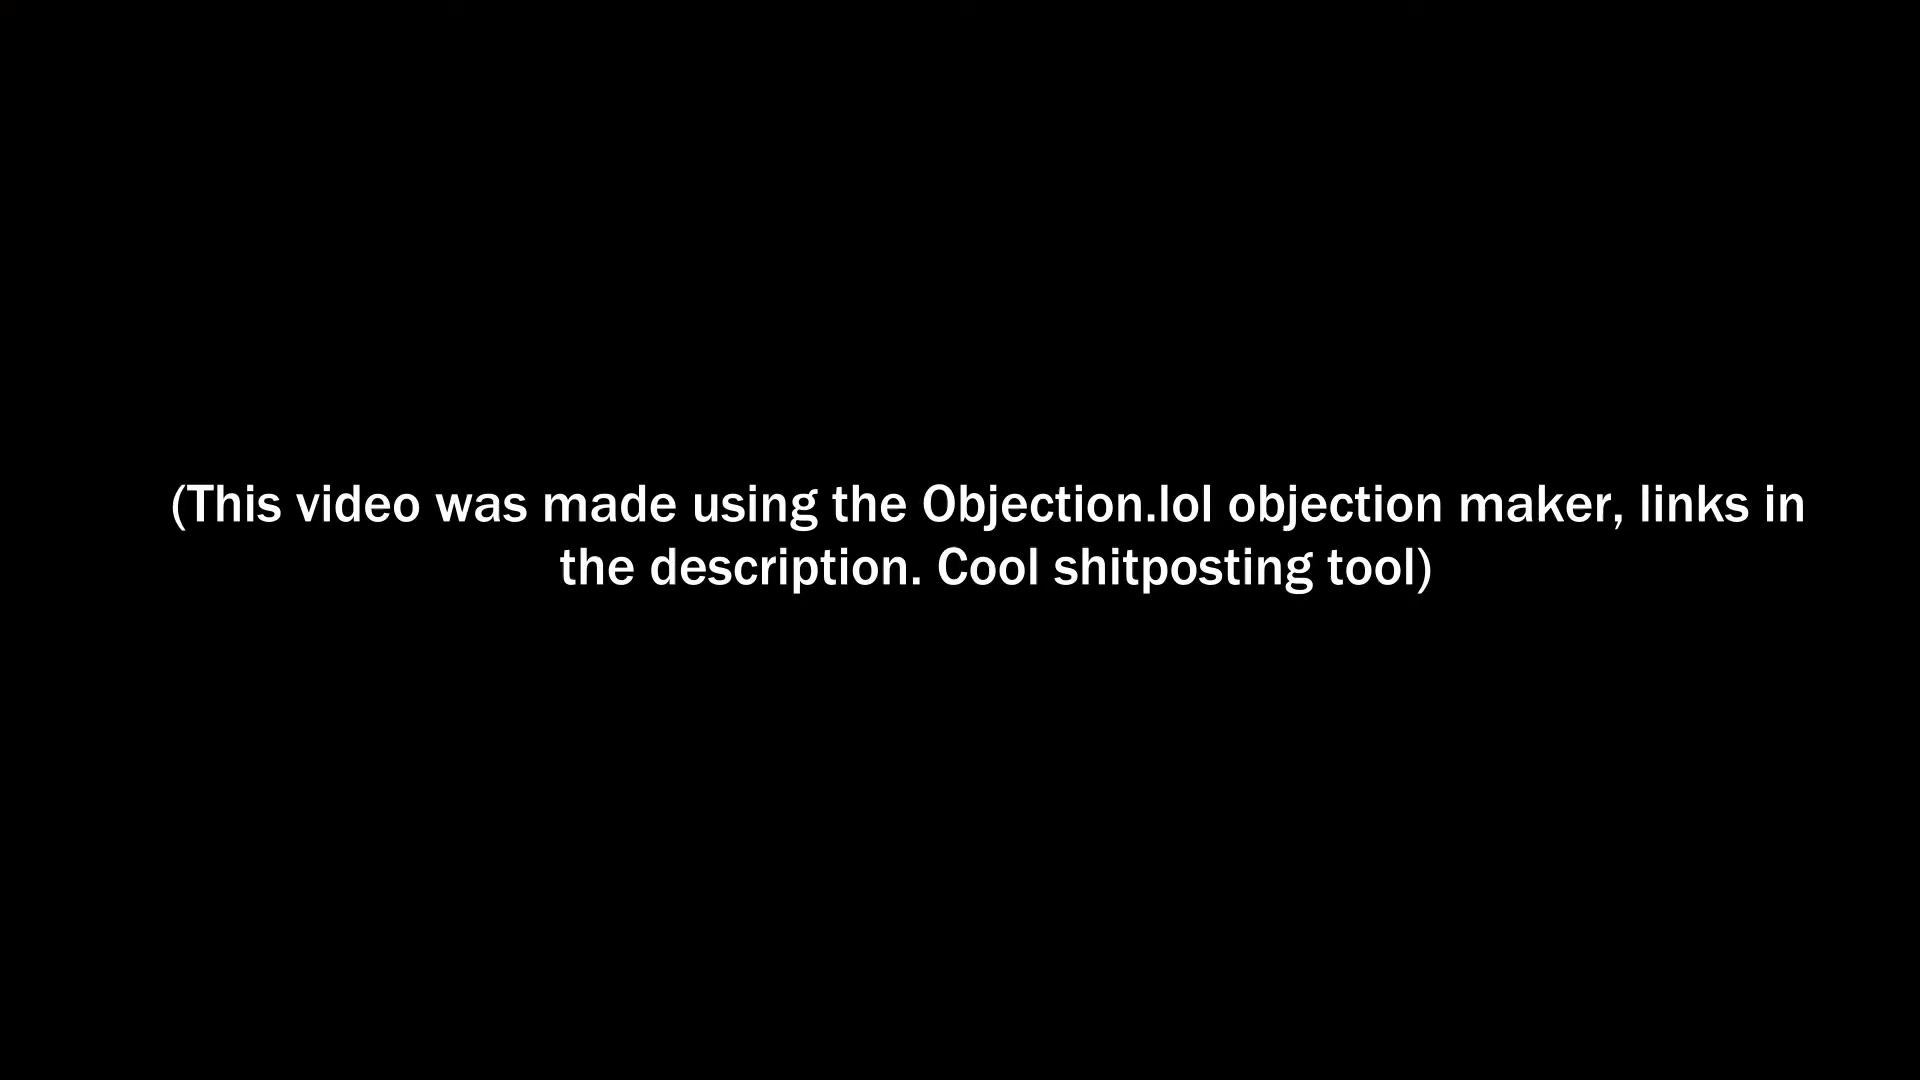 (This video was made using the Objection.lol objection maker, links in
the description. Cool shitposting tool)